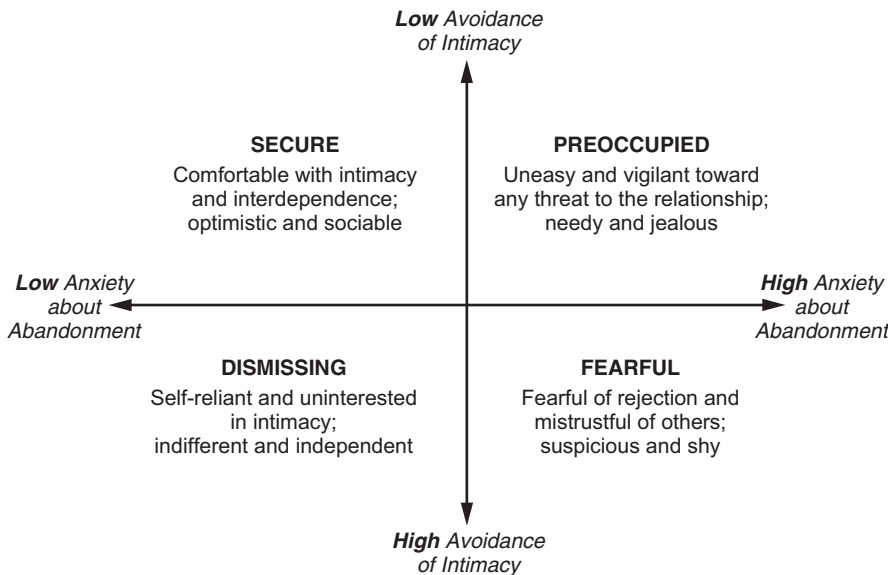 Low Avoidance
of Intimacy
SECURE
Comfortable with intimacy
and interdependence;
optimistic and sociable
PREOCCUPIED
Uneasy and vigilant toward
any threat to the relationship;
needy and jealous
Low Anxiety
about
Abandonment
High Anxiety
about
Abandonment
DISMISSING
Self-reliant and uninterested
in intimacy;
indifferent and independent
FEARFUL
Fearful of rejection and
mistrustful of others;
suspicious and shy
High Avoidance
of Intimacy